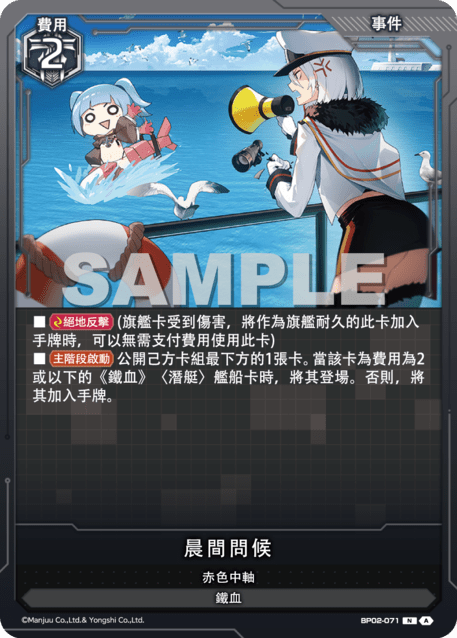 費用
事件
2
SAMPLE
■ 絕地反擊 (旗艦卡受到傷害，將作為旗艦耐久的此卡加入
手牌時，可以無需支付費用使用此卡)
■ 主階段啟動 公開己方卡組最下方的1張卡。當該卡為費用為2
或以下的《鐵血》〈潛艇〉艦船卡時，將其登場。否則，將
其加入手牌。
晨間問候
赤色中軸
鐵血
©Manjuu Co.,Ltd.& Yongshi Co.,Ltd.
BP02-071 N A